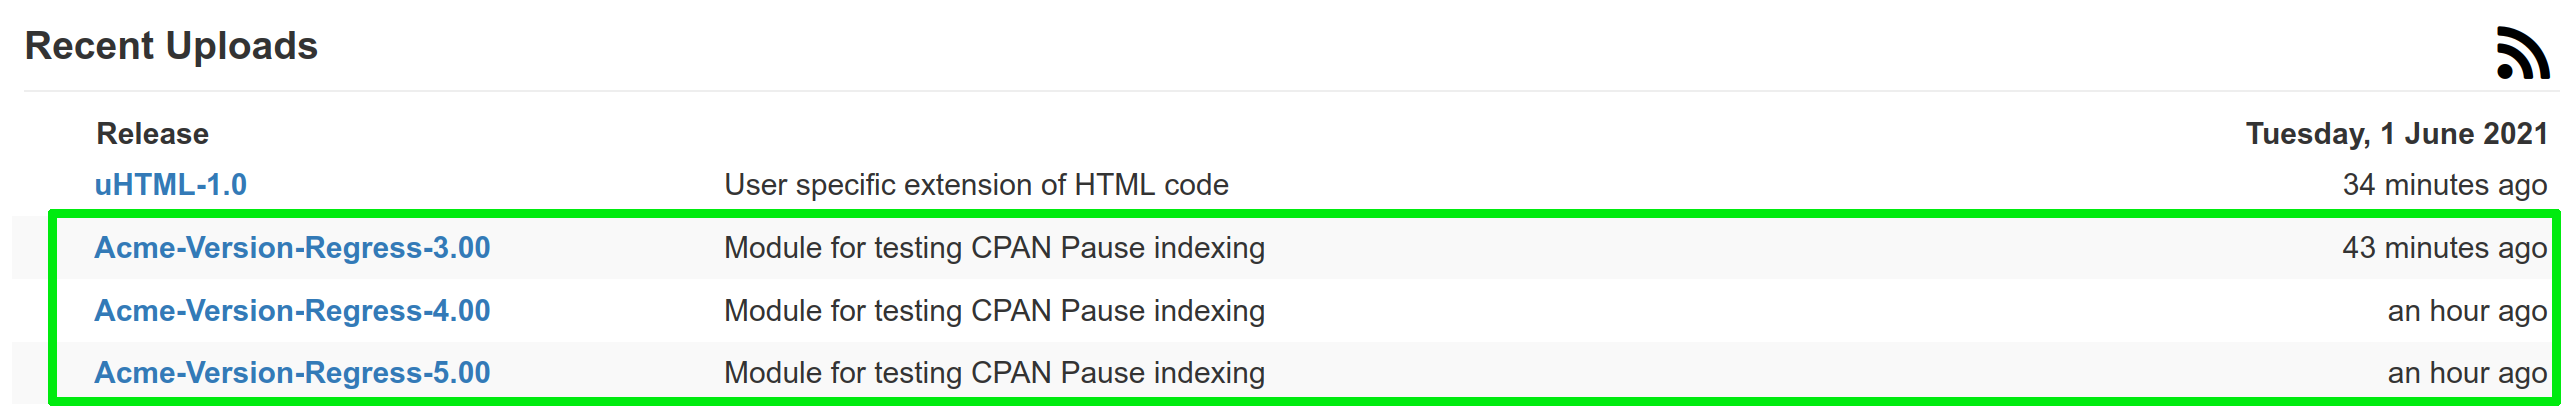 Recent Uploads
Release Tuesday, 1 June 2021
uHTML-1.0 User specific extension of HTML code 34 minutes ago
Acme-Version-Regress-3.00 Module for testing CPAN Pause indexing 43 minutes ago
Acme-Version-Regress-4.00 Module for testing CPAN Pause indexing an hour ago
Acme-Version-Regress-5.00 Module for testing CPAN Pause indexing an hour ago